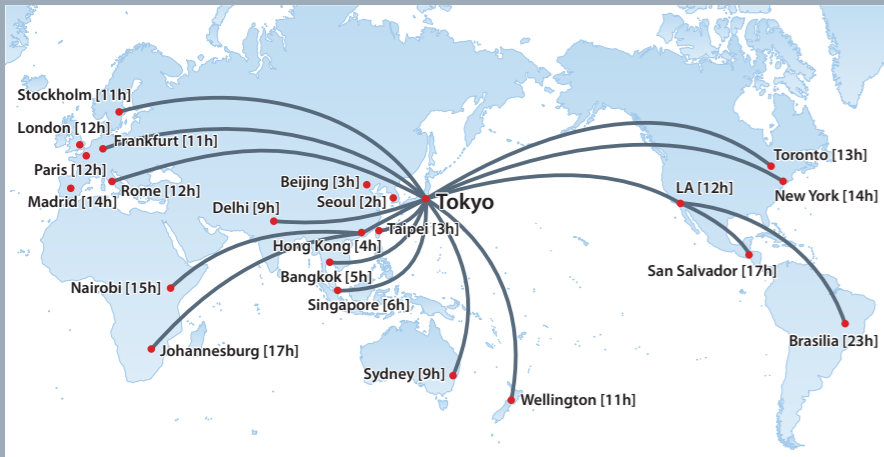 Stockholm [11h]
London [12h]
Frankfurt [11h]
Paris [12h]
Rome [12h]
Madrid [14h]
Beijing [3h]
Seoul [2h]
Tokyo
Delhi [9h]
Taipei [3h]
Hong Kong [4h]
Bangkok [5h]
Singapore [6h]
Nairobi [15h]
Johannesburg [17h]
Sydney [9h]
Wellington [11h]
Toronto [13h]
LA [12h]
New York [14h]
San Salvador [17h]
Brasilia [23h]